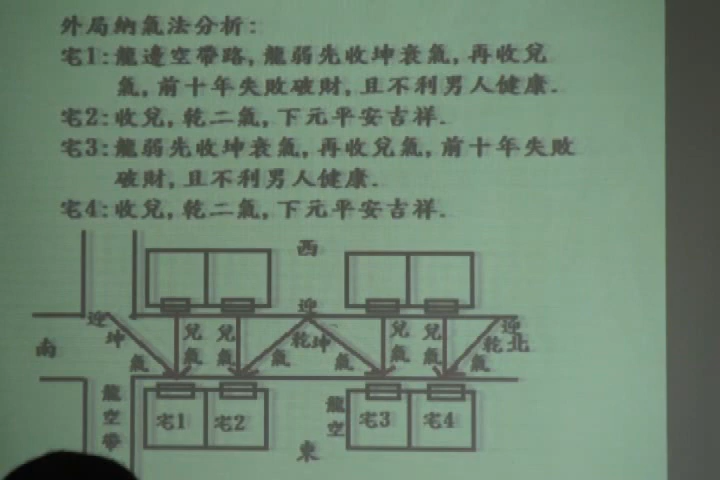 外局納氣法分析:
宅1:龍邊空帶路,龍弱先收坤衰氣,再收兌
氣,前十年失敗破財,且不利男人健康.
宅2:收兌,乾二氣,下元平安吉祥.
宅3:龍弱先收坤衰氣,再收兌氣,前十年失敗
破財,且不利男人健康.
宅4:收兌,乾二氣,下元平安吉祥.
西
迎 坤 氣
兌氣
兌氣
迎
乾 氣
坤 氣
兌氣
兌氣
迎 乾 氣
南
北
龍空帶
宅1
宅2
龍空
宅3
宅4
東